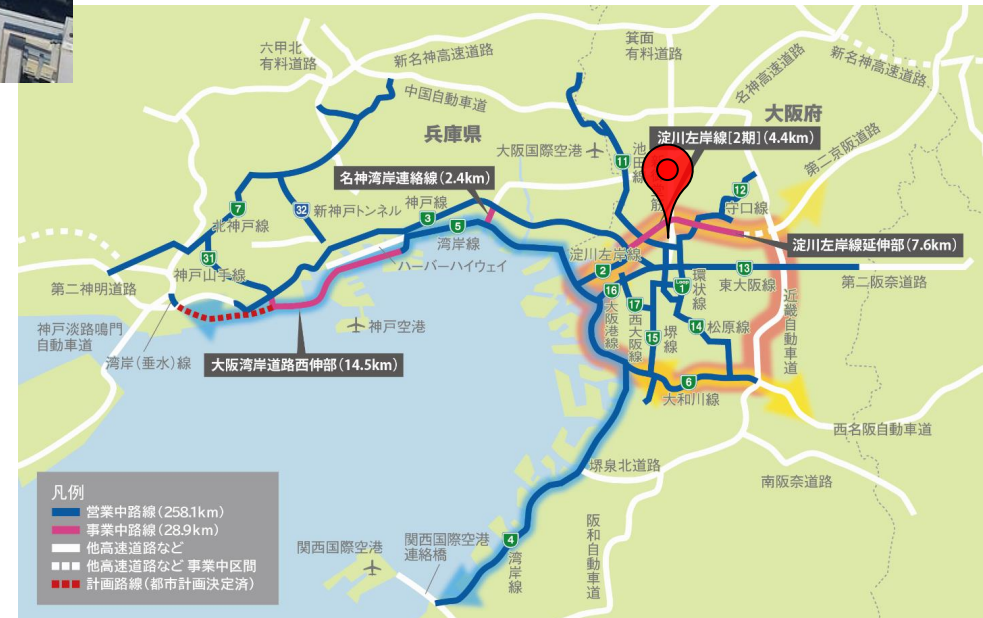 六甲北
有料道路
新名神高速道路
箕面
有料道路
名神高速道路
新名神高速道路
中国自動車道
兵庫県
大阪府
淀川左岸線[2期](4.4km)
第二京阪道路
大阪国際空港
11
池田線
名神湾岸連絡線(2.4km)
12
守口線
7
北神戸線
32
新神戸トンネル
神戸線
3
5
湾岸線
淀川左岸線延伸部(7.6km)
31
神戸山手線
ハーバーハイウェイ
淀川左岸線
2
13
東大阪線
第二阪奈道路
第二神明道路
16
大阪港線
17
西大阪線
1
環状線
近畿自動車道
神戸淡路鳴門
自動車道
神戸空港
15
堺線
14
松原線
湾岸(垂水)線
大阪湾岸道路西伸部(14.5km)
6
大和川線
西名阪自動車道
堺泉北道路
南阪奈道路
阪和自動車道
関西国際空港
関西国際空港
連絡橋
4
湾岸線
凡例
営業中路線(258.1km)
事業中路線(28.9km)
他高速道路など
他高速道路など 事業中区間
計画路線(都市計画決定済)